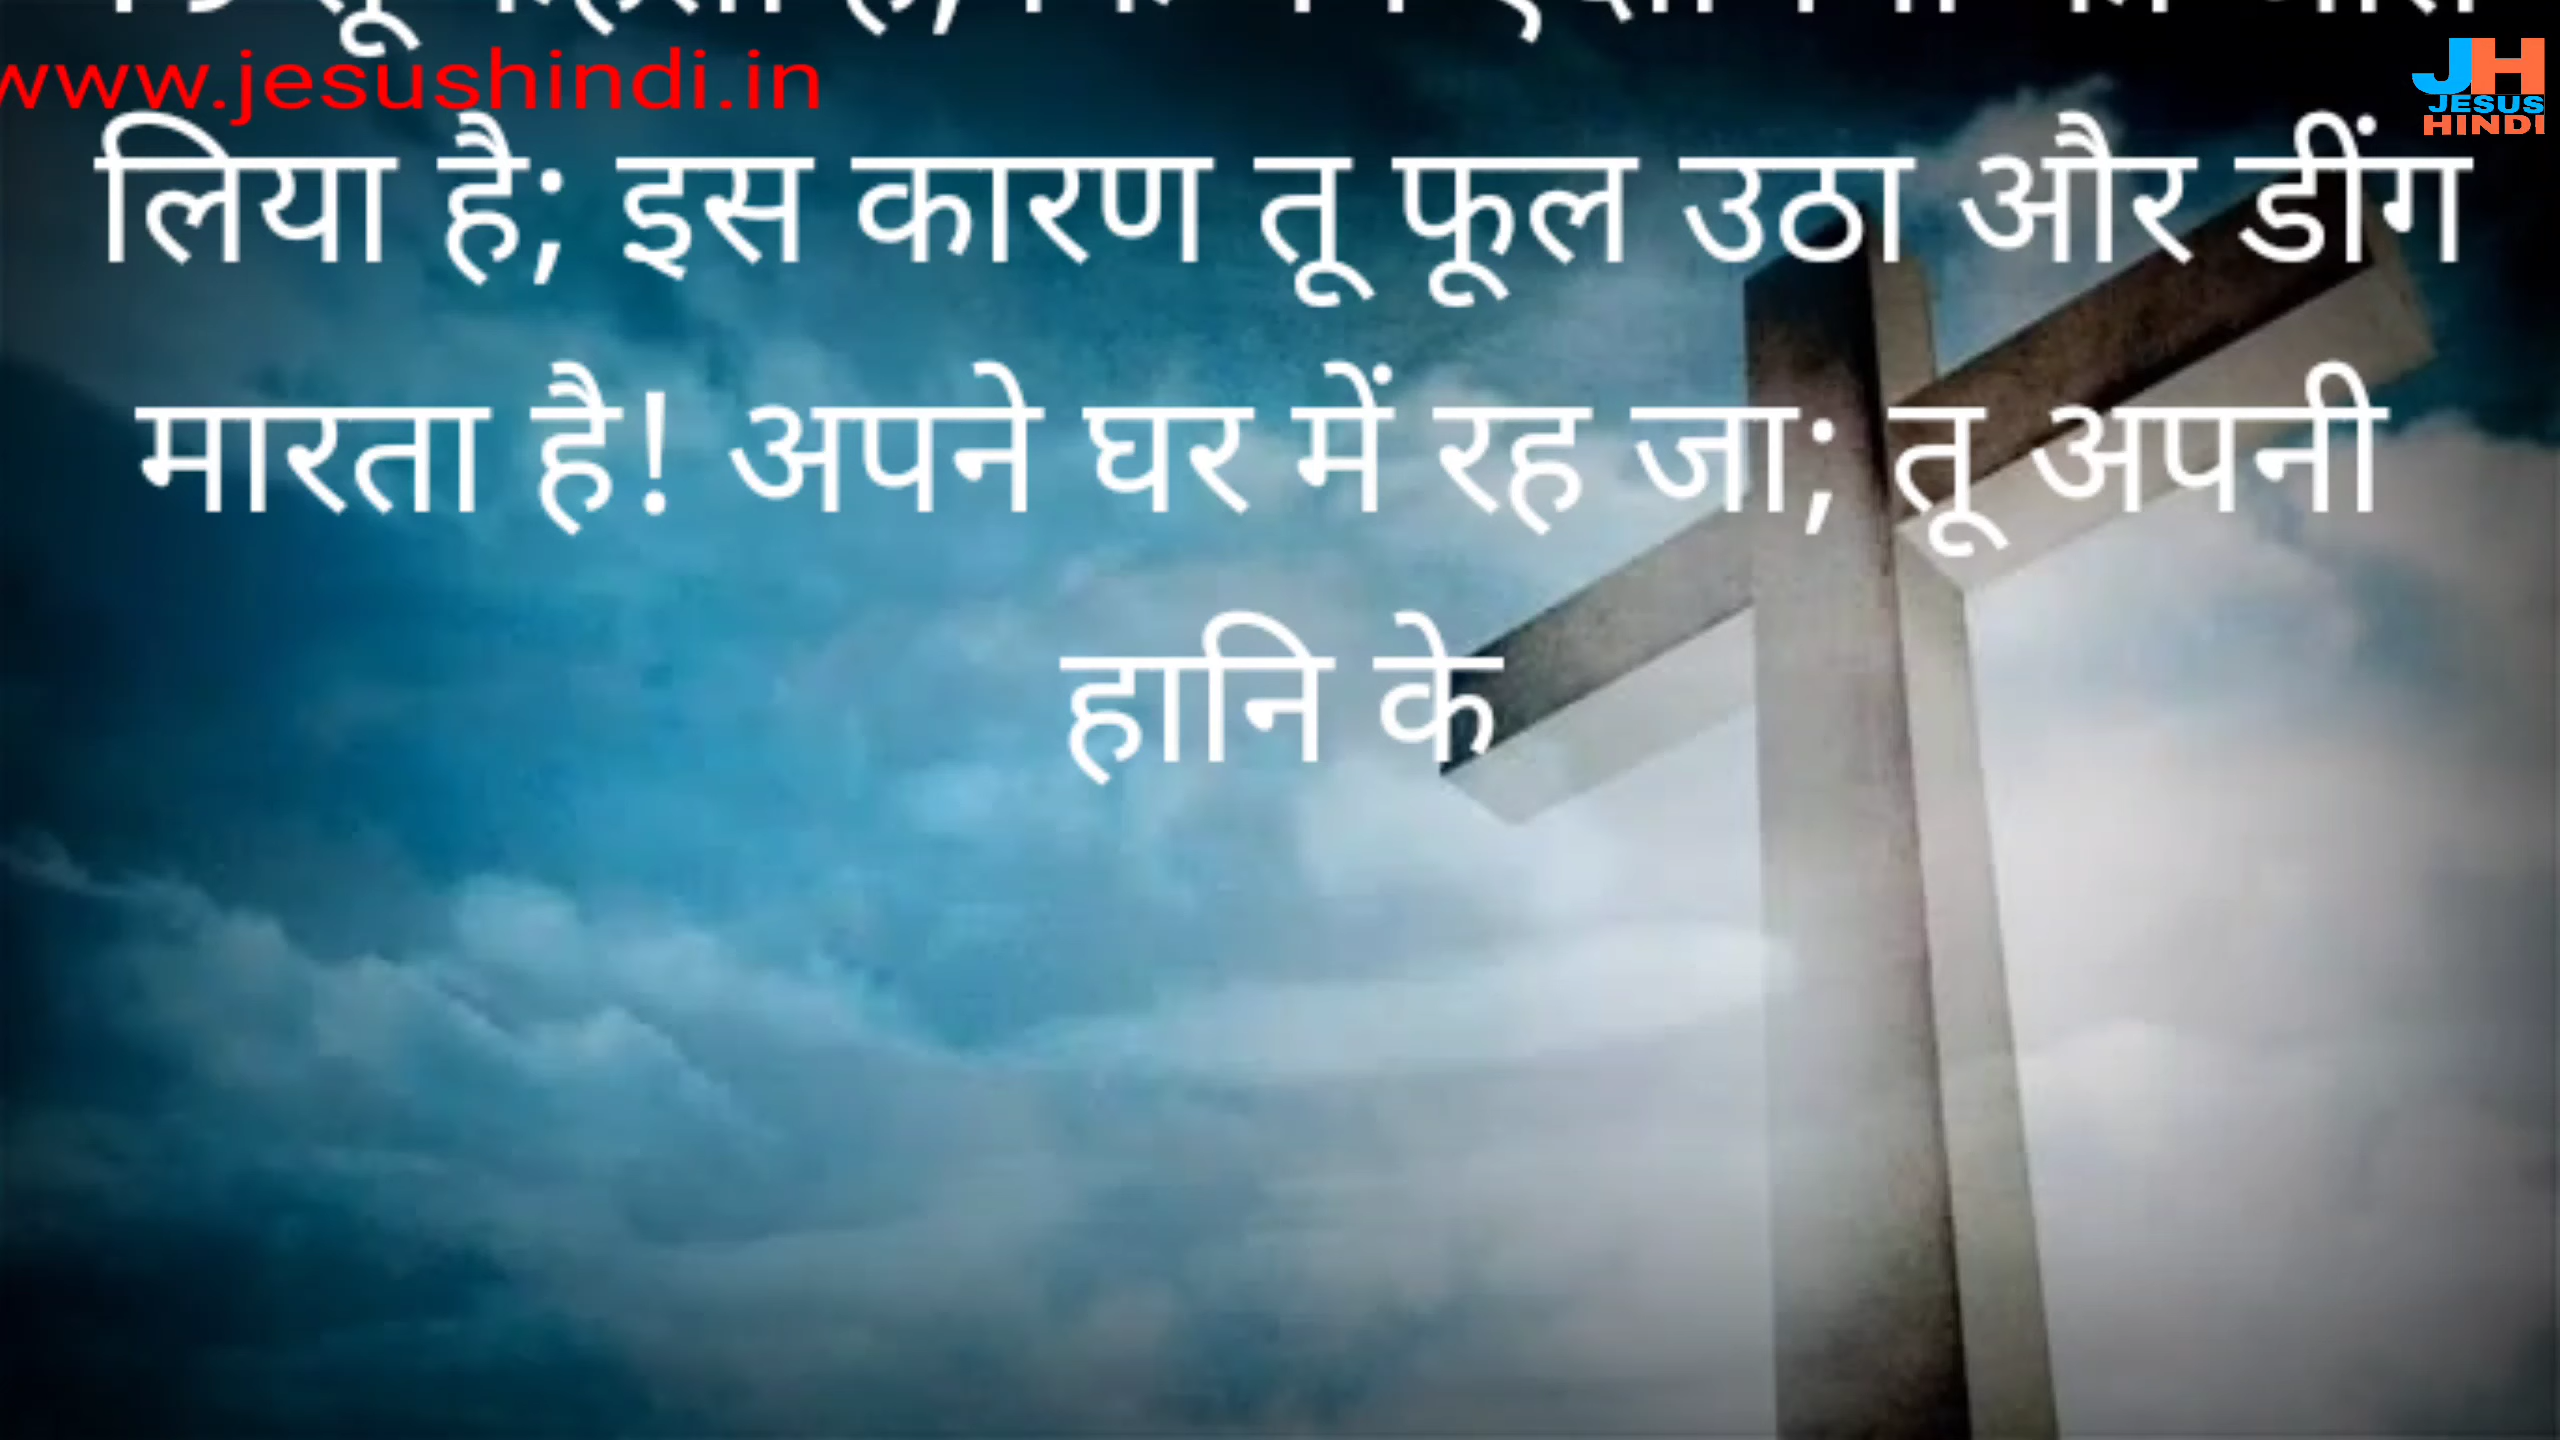 www.jesushindi.in
JH
JESUS
HINDI
लिया है; इस कारण तू फूल उठा और डींग
मारता है! अपने घर में रह जा; तू अपनी
हानि के